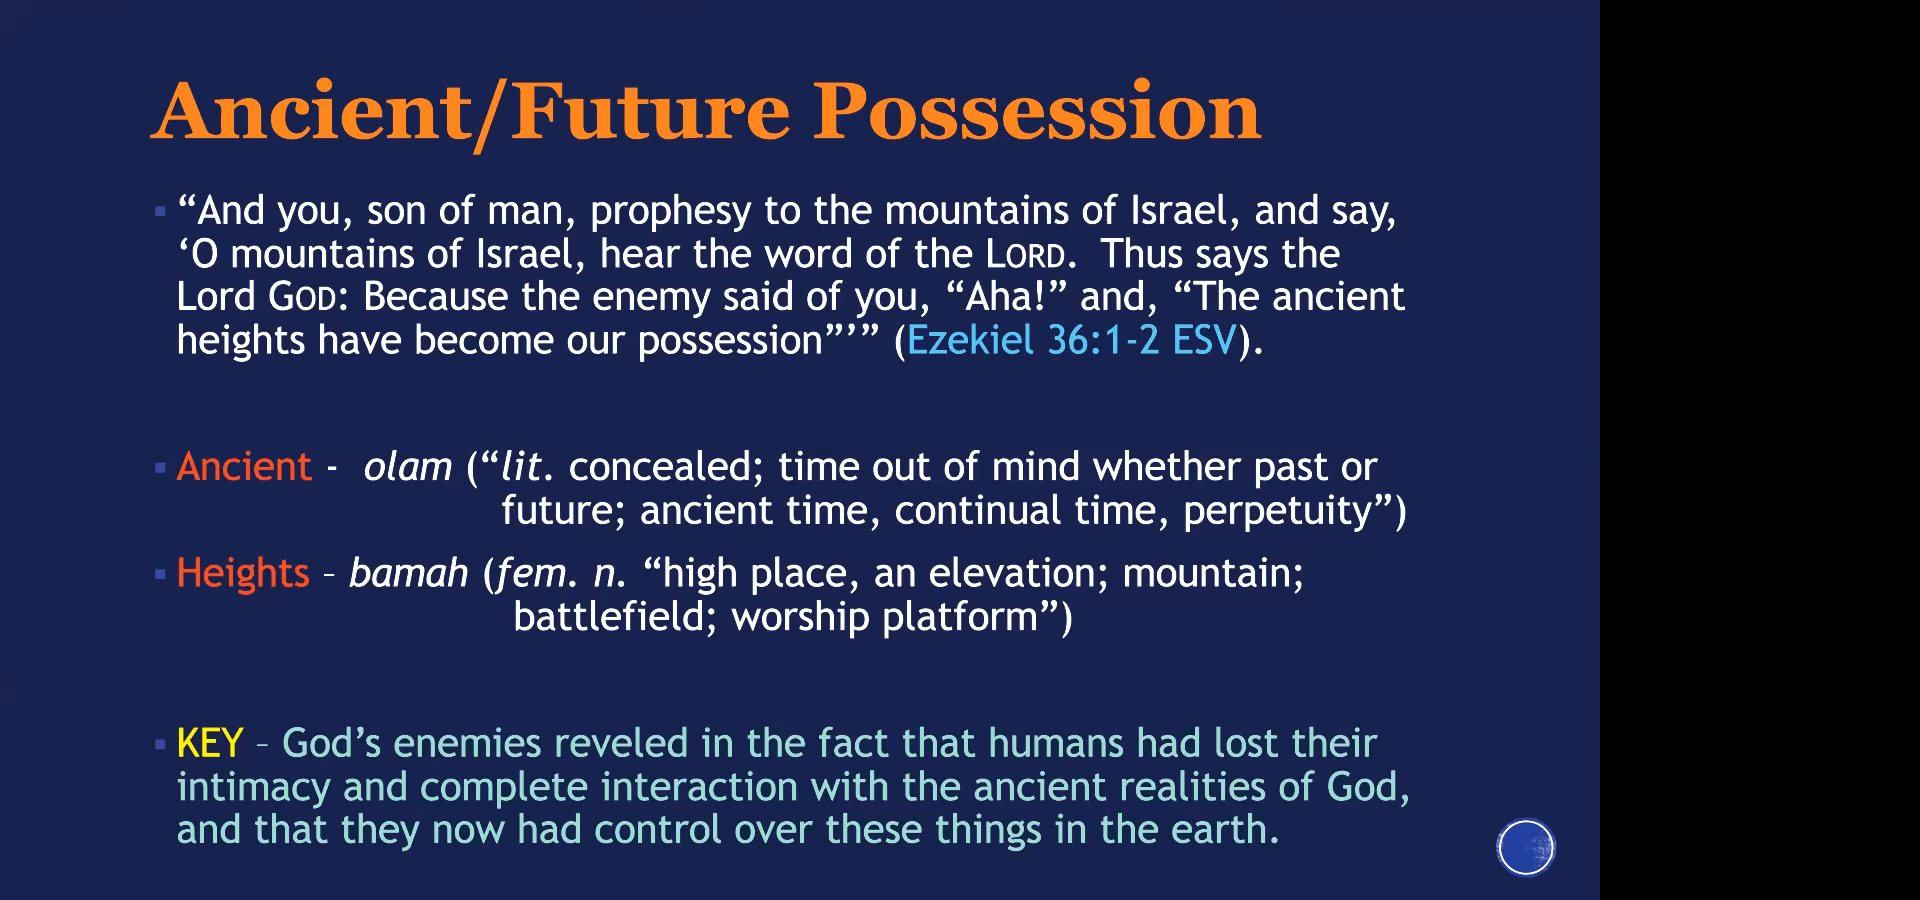 Ancient/Future Possession
▪ “And you, son of man, prophesy to the mountains of Israel, and say,
‘O mountains of Israel, hear the word of the LORD.  Thus says the
Lord GOD: Because the enemy said of you, “Aha!” and, “The ancient
heights have become our possession”’” (Ezekiel 36:1-2 ESV).
▪ Ancient -  olam (“lit. concealed; time out of mind whether past or
future; ancient time, continual time, perpetuity”)
▪ Heights – bamah (fem. n. “high place, an elevation; mountain;
battlefield; worship platform”)
▪ KEY – God’s enemies reveled in the fact that humans had lost their
intimacy and complete interaction with the ancient realities of God,
and that they now had control over these things in the earth.